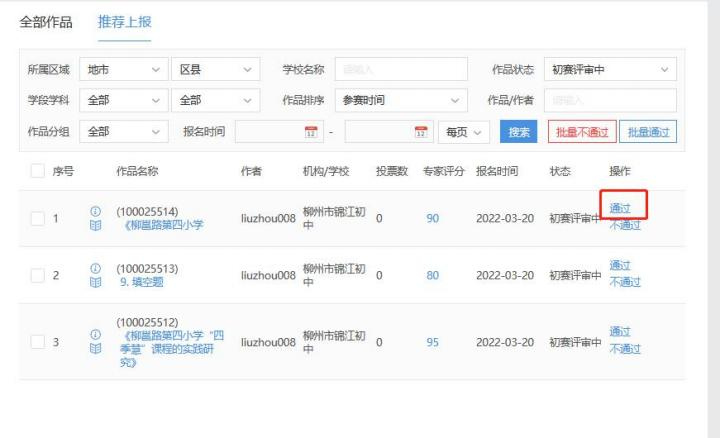 全部作品 推荐上报
所属区域 地市 区县 学校名称 请输入 作品状态 初赛评审中
学段学科 全部 全部 作品排序 参赛时间 作品/作者 请输入
作品分组 全部 报名时间 12 - 12 每页 搜索 批量不通过 批量通过
序号 作品名称 作者 机构/学校 投票数 专家评分 报名时间 状态 操作
(100025514) 柳州市锦江初 通过
1 liuzhou008 0 90 2022-03-20 初赛评审中
《柳邕路第四小学 中 不通过
(100025513) 柳州市锦江初 通过
2 liuzhou008 0 80 2022-03-20 初赛评审中
9. 填空题 中 不通过
(100025512)
《柳邕路第四小学“四 柳州市锦江初 通过
3 季慧”课程的实践研 liuzhou008 0 95 2022-03-20 初赛评审中
究》 中 不通过